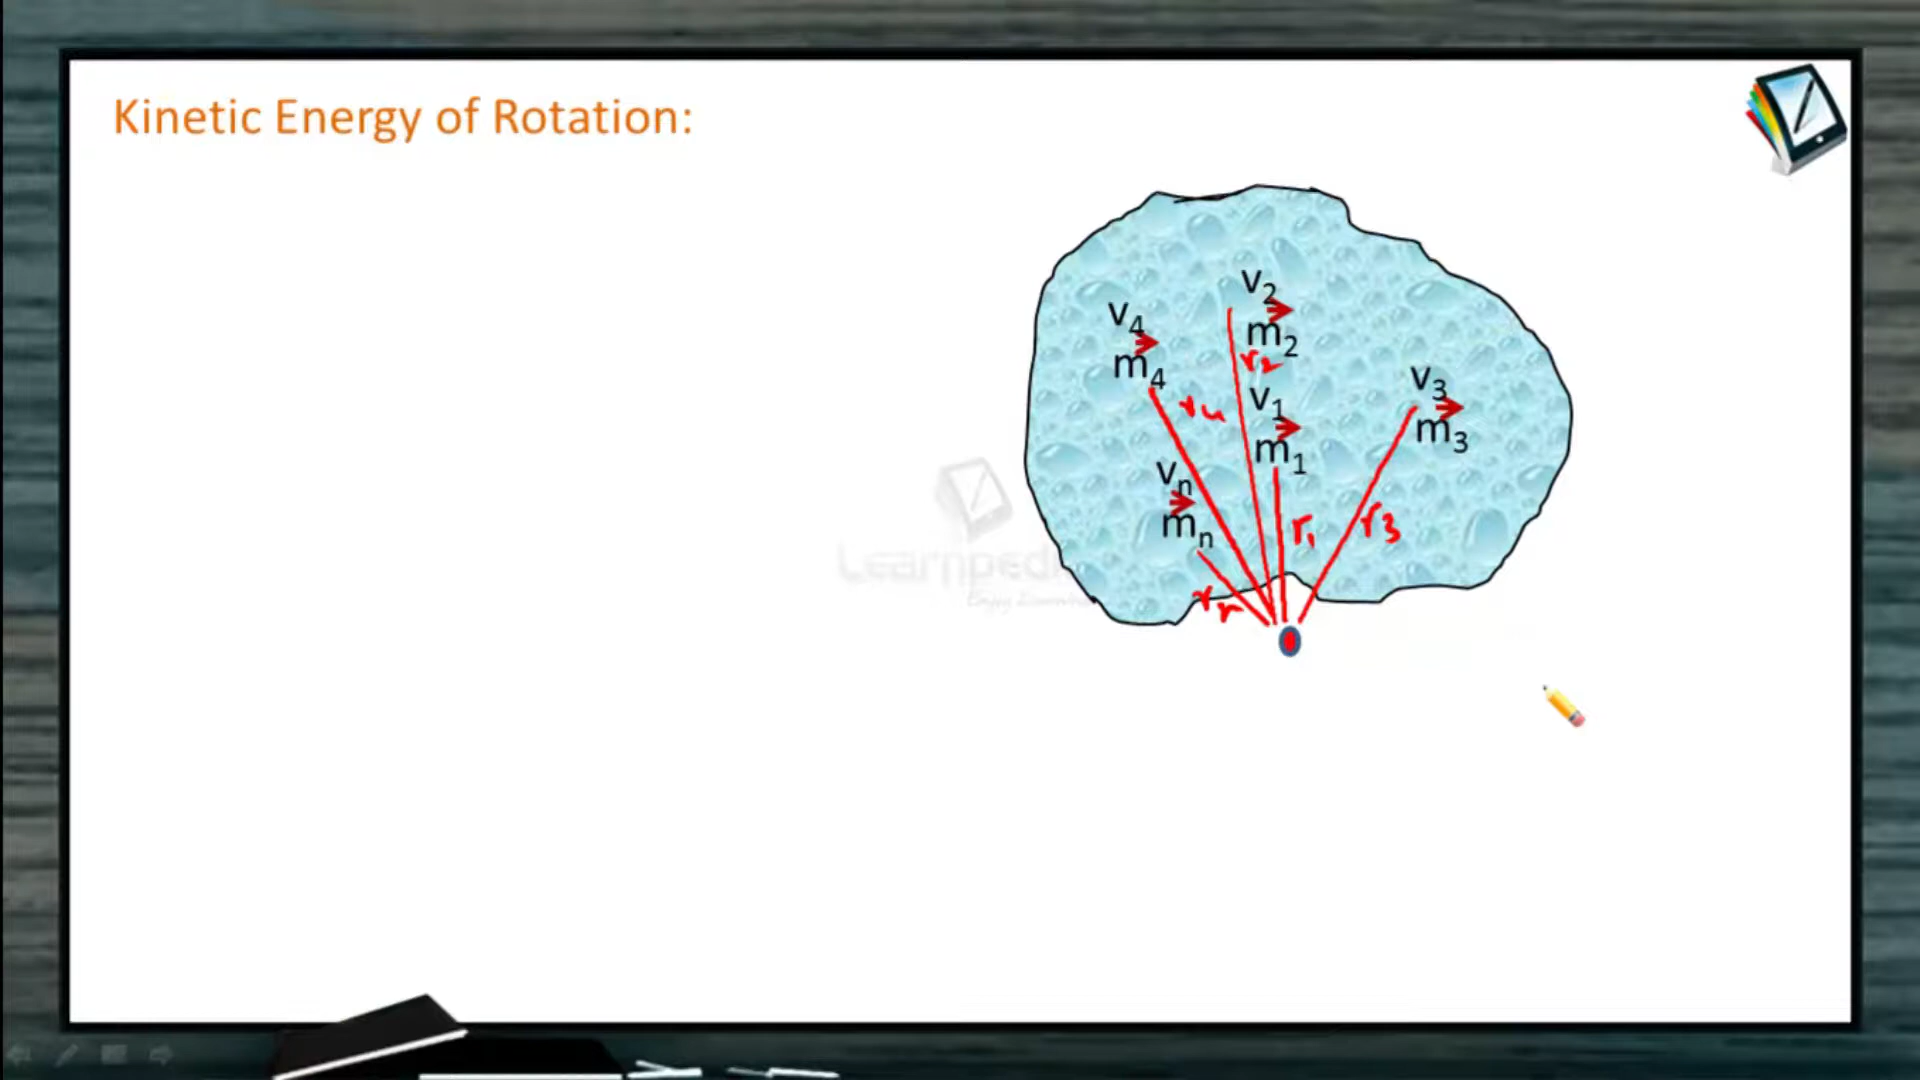 Kinetic Energy of Rotation:
v₂
m₂
r₂
v₄
m₄
r₄
v₁
m₁
r₁
v₃
m₃
r₃
vₙ
mₙ
rₙ
Learnpedia